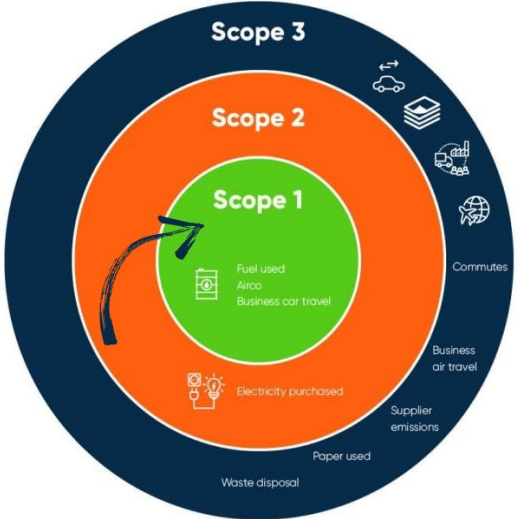 Scope 3
Scope 2
Scope 1
Fuel used
Airco
Business car travel
Commutes
Business
air travel
Electricity purchased
Supplier
emissions
Paper used
Waste disposal